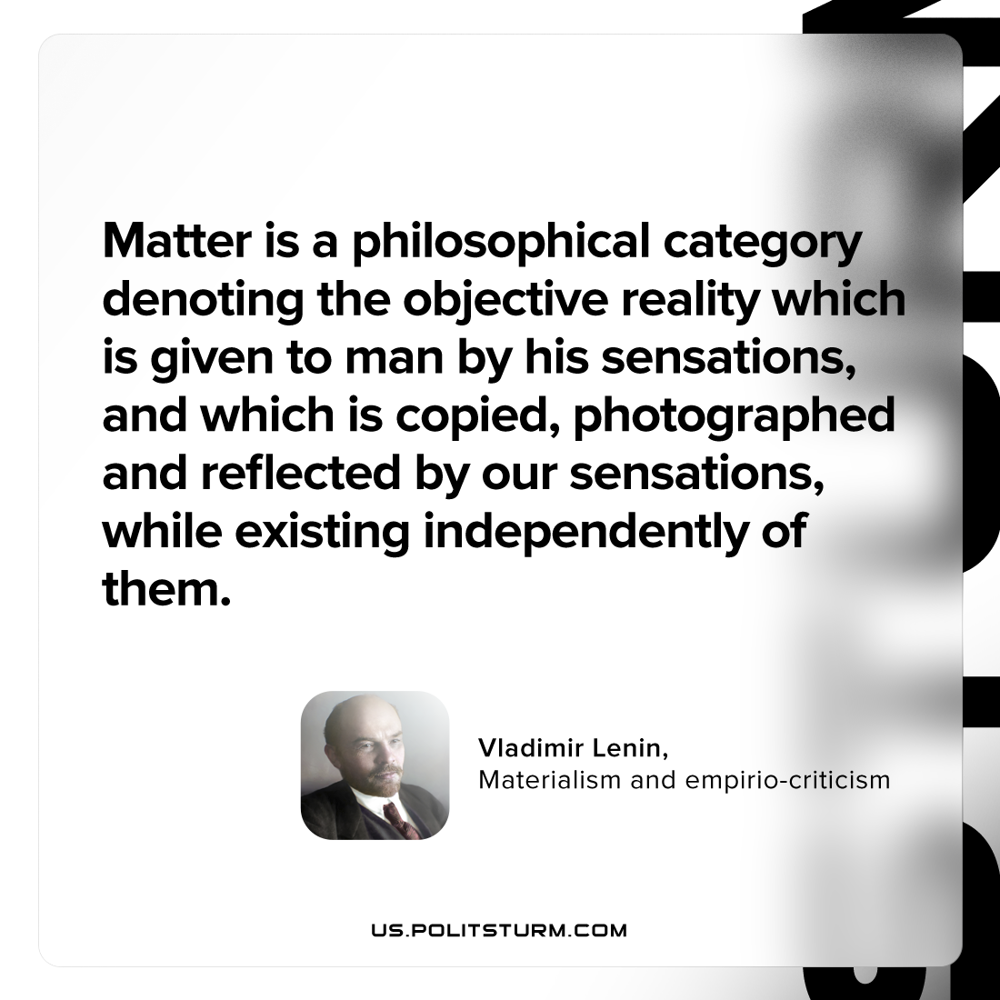 Matter is a philosophical category
denoting the objective reality which
is given to man by his sensations,
and which is copied, photographed
and reflected by our sensations,
while existing independently of
them.
Vladimir Lenin,
Materialism and empirio-criticism
US.POLITSTURM.COM